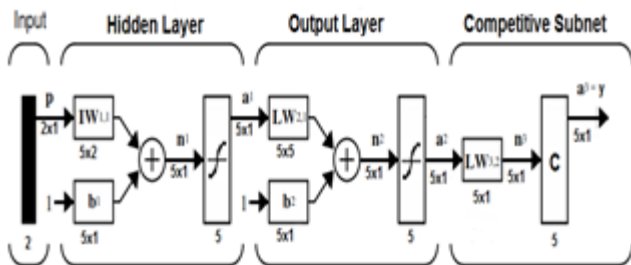 Input
Hidden Layer
Output Layer
Competitive Subnet
p
2x1
IW1,1
5x2
1
b1
5x1
n1
5x1
5
a1
5x1
LW2,1
5x5
1
b2
5x1
n2
5x1
5
a2
5x1
LW3,2
5x1
n3
5x1
C
5
a3 = y
5x1
2